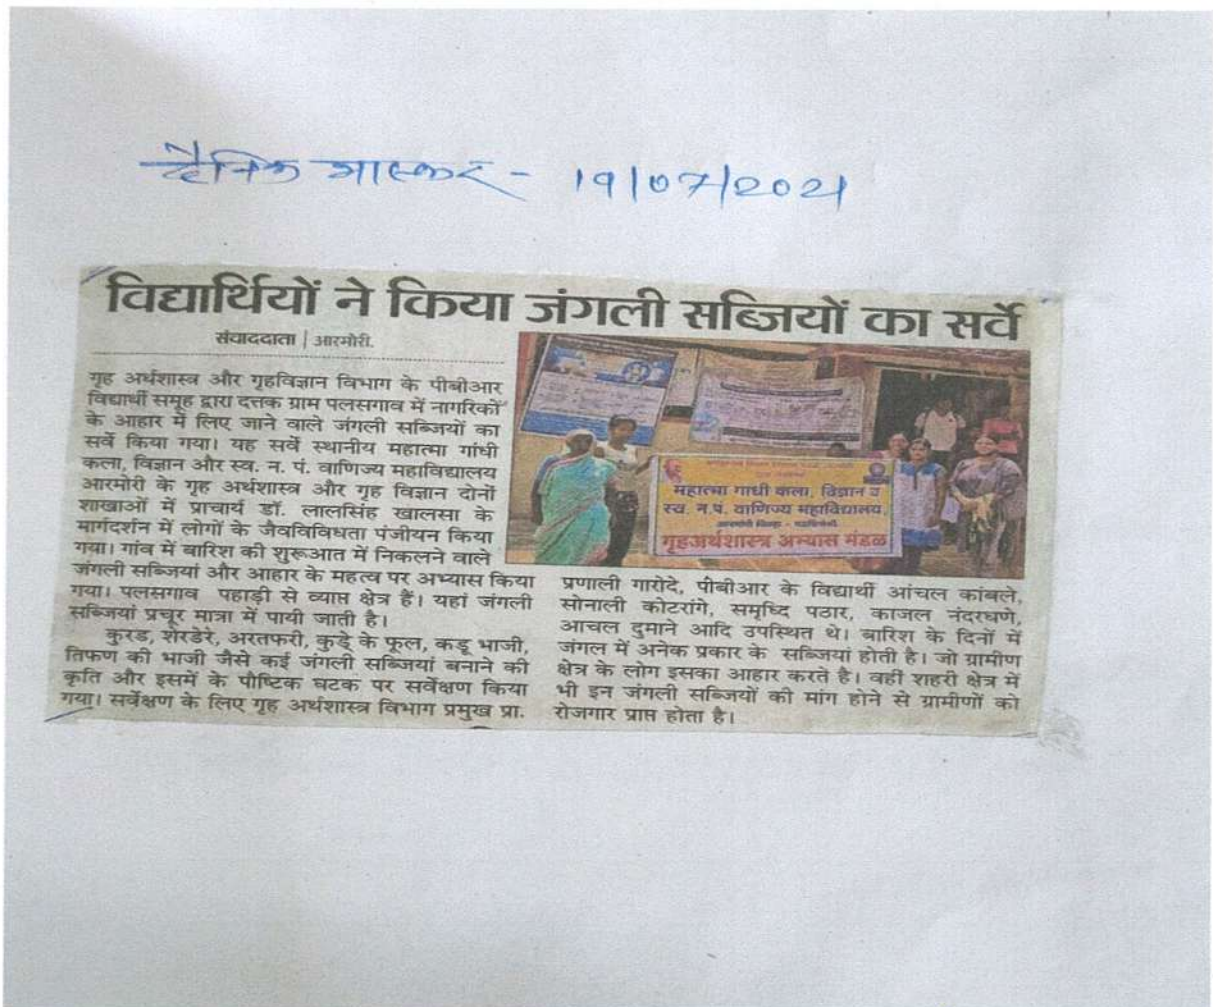 दैनिक भास्कर - 19/07/2021
विद्यार्थियों ने किया जंगली सब्जियों का सर्वे
संवाददाता | आरमोरी.
गृह अर्थशास्त्र और गृहविज्ञान विभाग के पीबीआर
विद्यार्थी समूह द्वारा दत्तक ग्राम पलसगाव में नागरिकों
के आहार में लिए जाने वाले जंगली सब्जियों का
सर्वे किया गया। यह सर्वे स्थानीय महात्मा गांधी
कला, विज्ञान और स्व. न. पं. वाणिज्य महाविद्यालय
आरमोरी के गृह अर्थशास्त्र और गृह विज्ञान दोनों
शाखाओं में प्राचार्य डॉ. लालसिंह खालसा के
मार्गदर्शन में लोगों के जैवविविधता पंजीयन किया
गया। गांव में बारिश की शुरूआत में निकलने वाले
जंगली सब्जियां और आहार के महत्व पर अभ्यास किया
गया। पलसगाव पहाड़ी से व्याप्त क्षेत्र हैं। यहां जंगली
सब्जियां प्रचूर मात्रा में पायी जाती है।
कुरड, शेरडेरे, अरतफरी, कुड़े के फूल, कडू भाजी,
तिफण की भाजी जैसे कई जंगली सब्जियां बनाने की
कृति और इसमें के पौष्टिक घटक पर सर्वेक्षण किया
गया। सर्वेक्षण के लिए गृह अर्थशास्त्र विभाग प्रमुख प्रा.
महात्मा गांधी कला, विज्ञान व
स्व. न.पं. वाणिज्य महाविद्यालय,
गृहअर्थशास्त्र अभ्यास मंडळ
प्रणाली गारोदे, पीबीआर के विद्यार्थी आंचल कांबले,
सोनाली कोटरांगे, समृध्दि पठार, काजल नंदरघणे,
आचल दुमाने आदि उपस्थित थे। बारिश के दिनों में
जंगल में अनेक प्रकार के सब्जियां होती है। जो ग्रामीण
क्षेत्र के लोग इसका आहार करते है। वही शहरी क्षेत्र में
भी इन जंगली सब्जियों की मांग होने से ग्रामीणों को
रोजगार प्राप्त होता है।